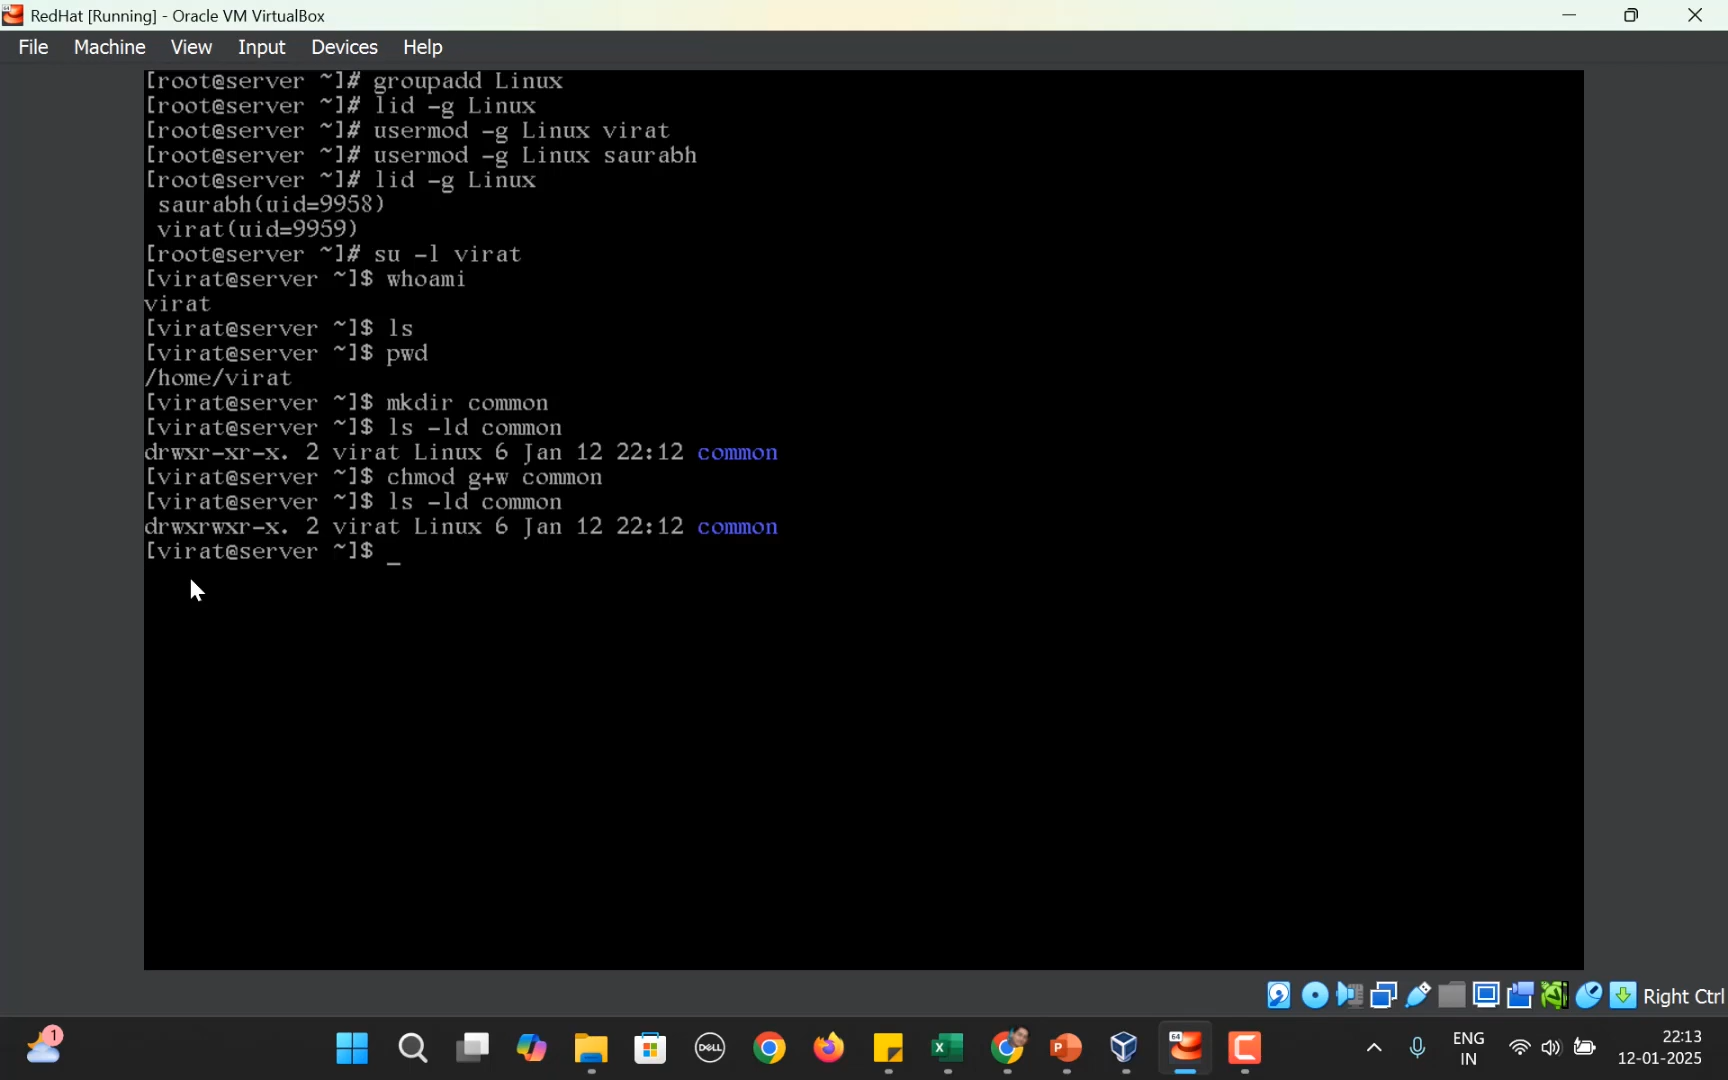 RedHat [Running] - Oracle VM VirtualBox
File Machine View Input Devices Help
[root@server ~]# groupadd Linux
[root@server ~]# lid -g Linux
[root@server ~]# usermod -g Linux virat
[root@server ~]# usermod -g Linux saurabh
[root@server ~]# lid -g Linux
saurabh(uid=9958)
virat(uid=9959)
[root@server ~]# su -l virat
[virat@server ~]$ whoami
virat
[virat@server ~]$ ls
[virat@server ~]$ pwd
/home/virat
[virat@server ~]$ mkdir common
[virat@server ~]$ ls -ld common
drwxr-xr-x. 2 virat Linux 6 Jan 12 22:12 common
[virat@server ~]$ chmod g+w common
[virat@server ~]$ ls -ld common
drwxrwxr-x. 2 virat Linux 6 Jan 12 22:12 common
[virat@server ~]$ _
Right Ctrl
1
DELL
X
P
64
C
ENG
IN
22:13
12-01-2025